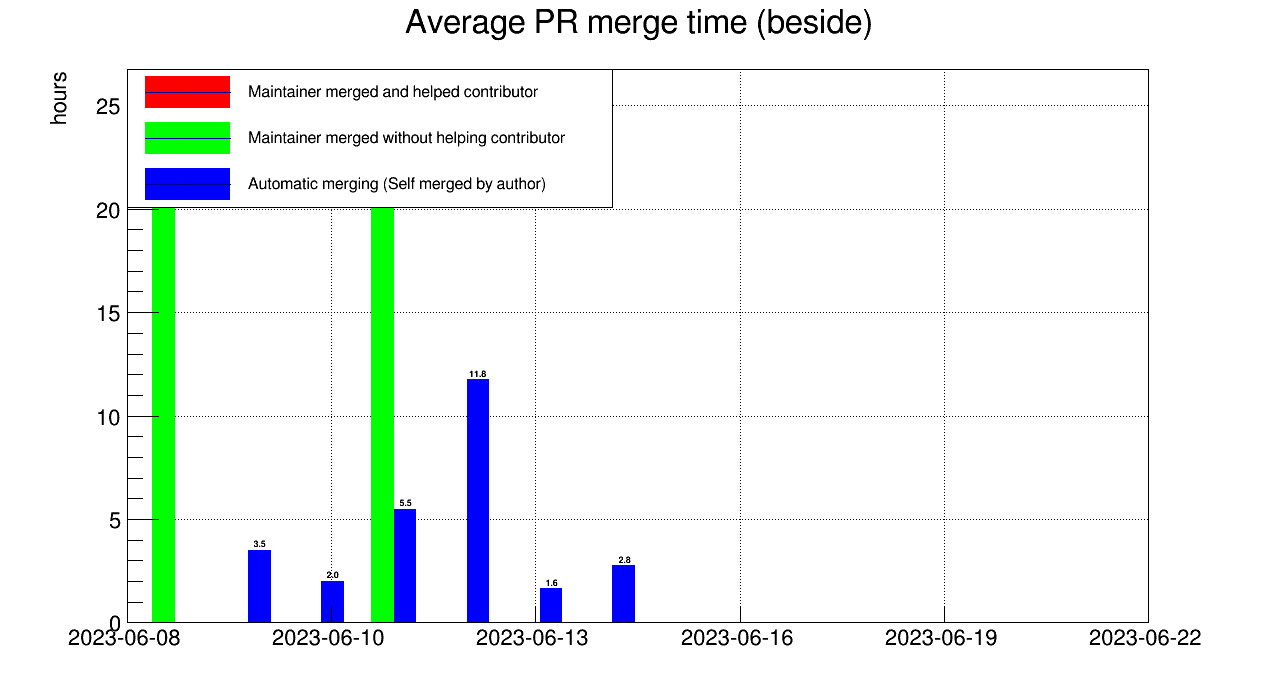 Average PR merge time (beside)
hours
Maintainer merged and helped contributor
Maintainer merged without helping contributor
Automatic merging (Self merged by author)
25
20
15
10
5
0
11.8
5.5
3.5
2.0
1.6
2.8
2023-06-08 2023-06-10 2023-06-13 2023-06-16 2023-06-19 2023-06-22